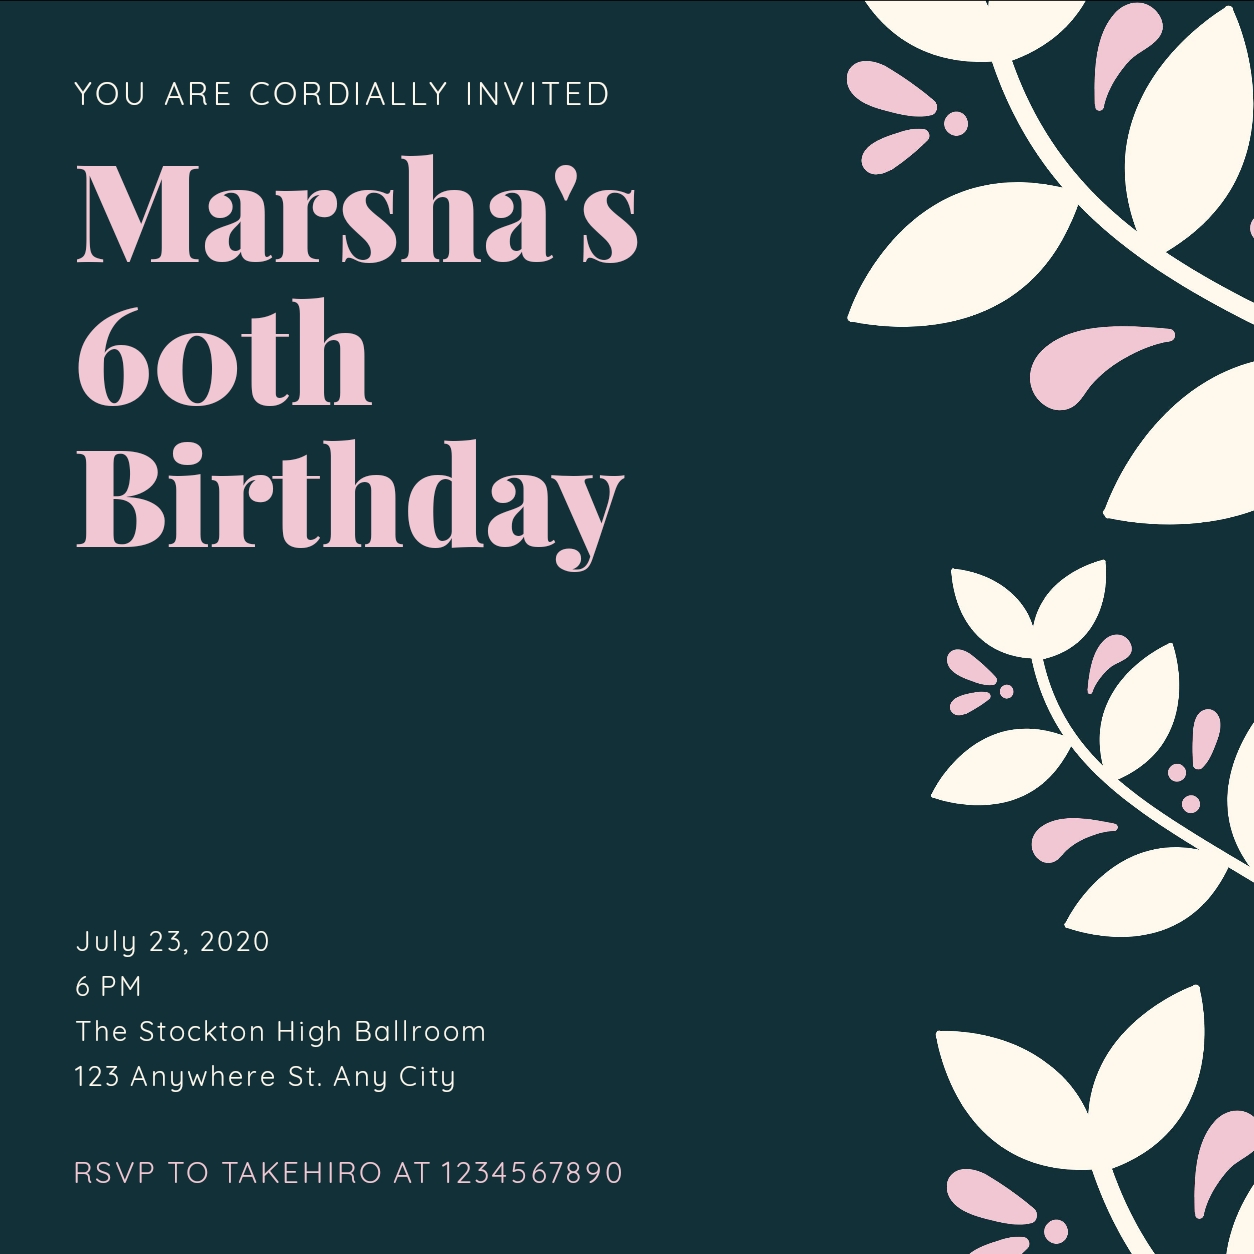 YOU ARE CORDIALLY INVITED
Marsha's
60th
Birthday
July 23, 2020
6 PM
The Stockton High Ballroom
123 Anywhere St. Any City
RSVP TO TAKEHIRO AT 1234567890